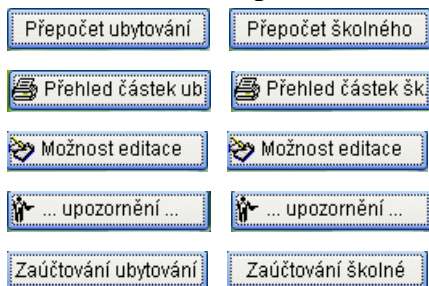 Přepočet ubytování Přepočet školného
Přehled částek ub Přehled částek šk
Možnost editace Možnost editace
... upozornění ... ... upozornění ...
Zaúčtování ubytování Zaúčtování školné